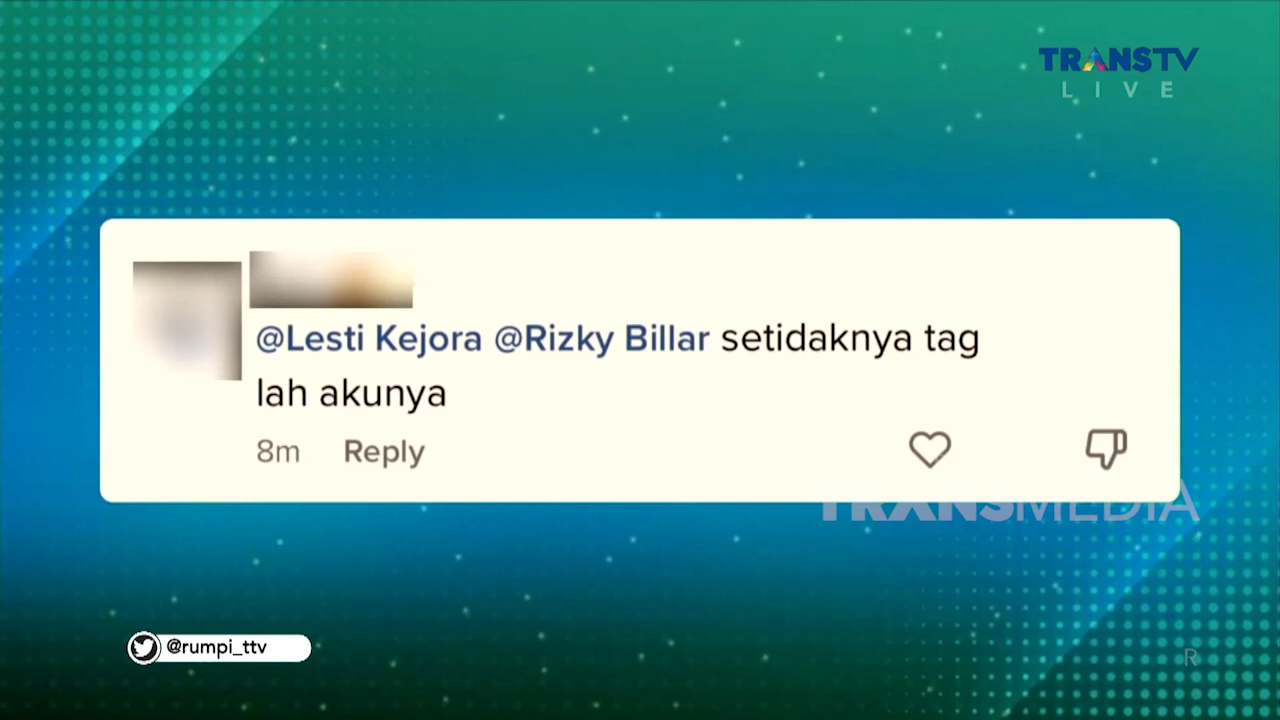 TRANSTV
LIVE
@Lesti Kejora @Rizky Billar setidaknya tag
lah akunya
8m Reply
TRANSMEDIA
@rumpi_ttv
R